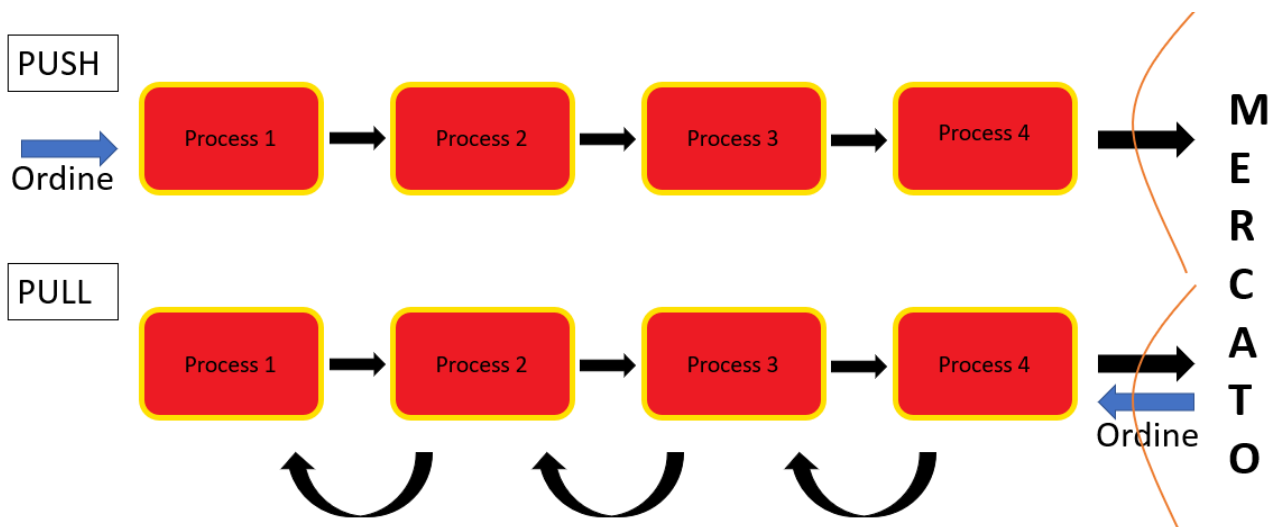 PUSH
Ordine
Process 1
Process 2
Process 3
Process 4
PULL
Process 1
Process 2
Process 3
Process 4
Ordine
MERCATO